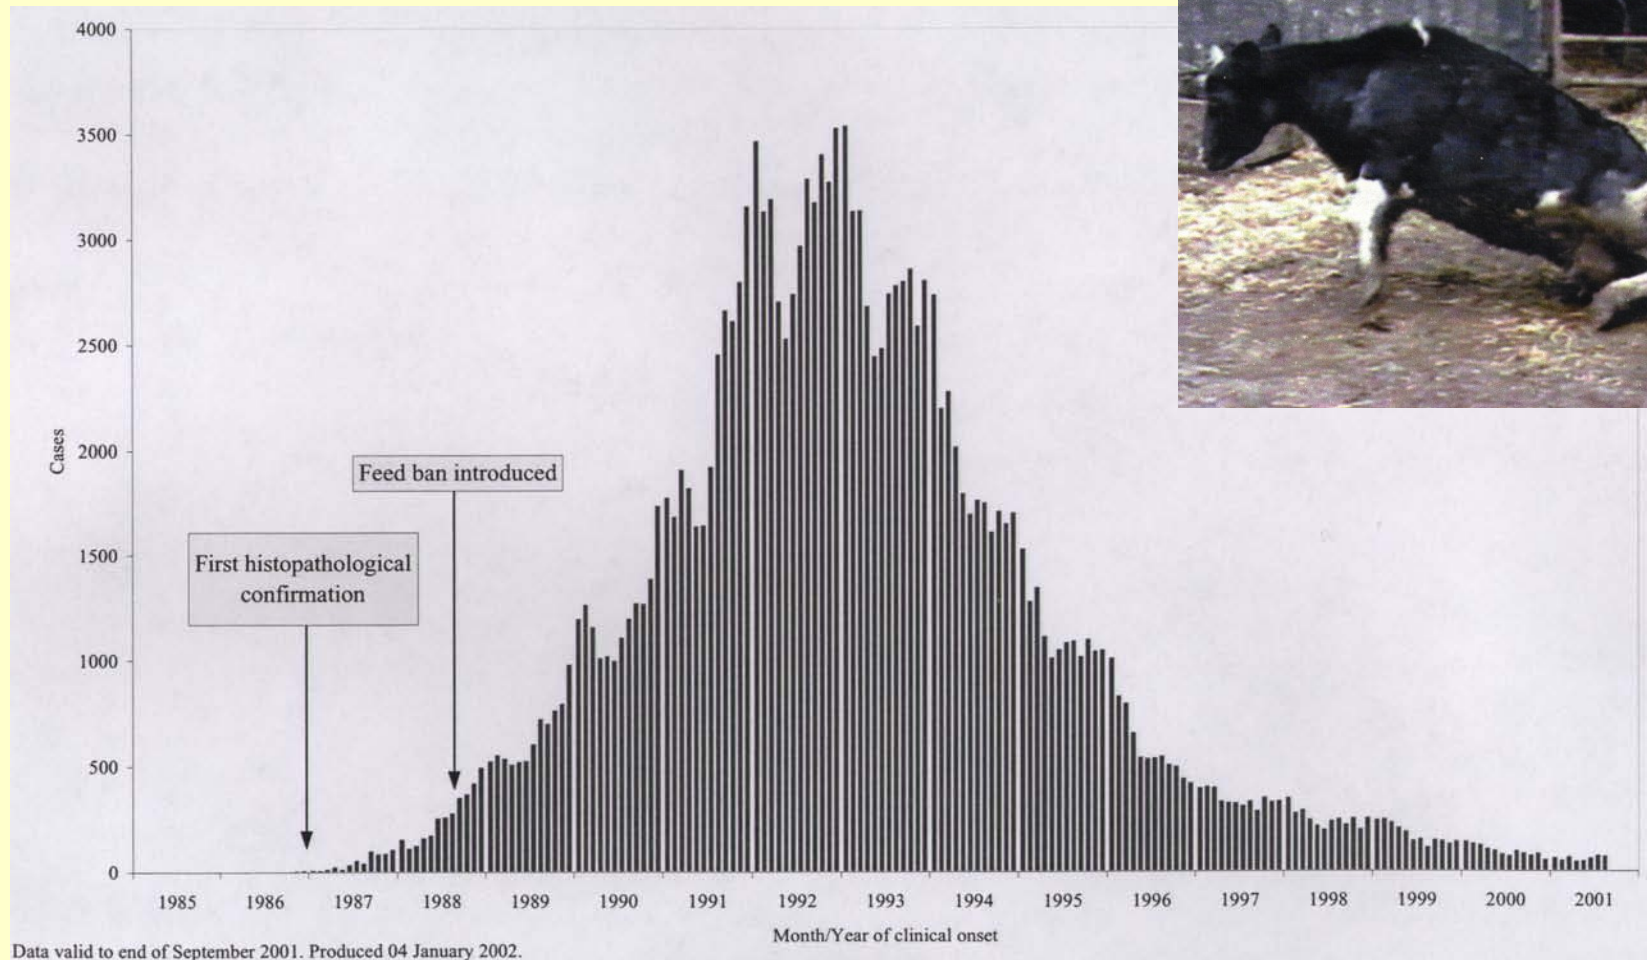 4000
3500
3000
2500
2000
1500
1000
500
0
Cases
Feed ban introduced
First histopathological
confirmation
1985 1986 1987 1988 1989 1990 1991 1992 1993 1994 1995 1996 1997 1998 1999 2000 2001
Month/Year of clinical onset
Data valid to end of September 2001. Produced 04 January 2002.